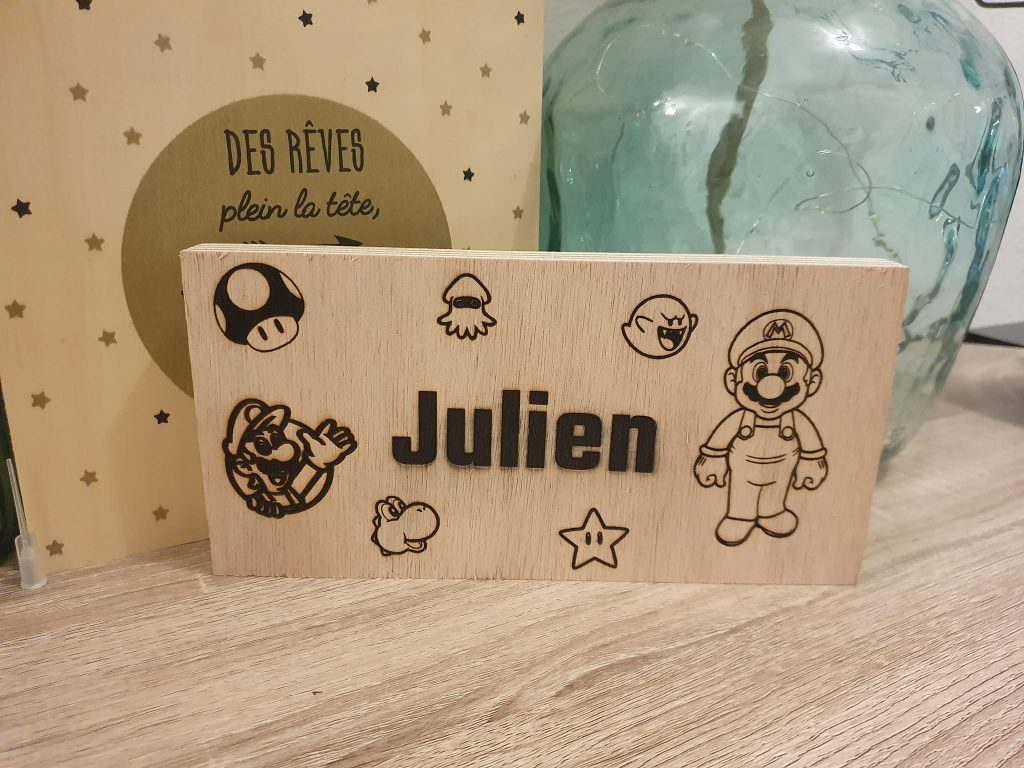 DES RÊVES
plein la tête,
Julien
M